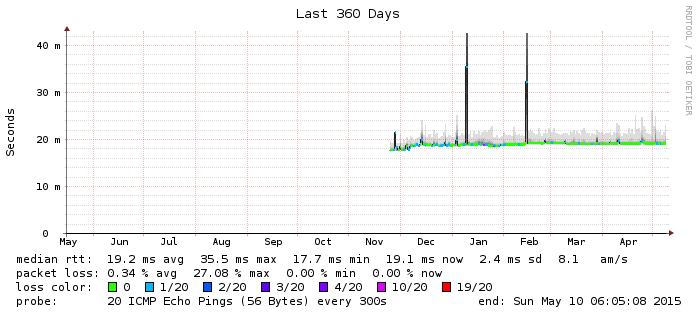 Last 360 Days
RRDTOOL / TOBI OETIKER
Seconds
40 m
30 m
20 m
10 m
0
May Jun Jul Aug Sep Oct Nov Dec Jan Feb Mar Apr
median rtt: 19.2 ms avg 35.5 ms max 17.7 ms min 19.1 ms now 2.4 ms sd 8.1 am/s
packet loss: 0.34 % avg 27.08 % max 0.00 % min 0.00 % now
loss color: 0 1/20 2/20 3/20 4/20 10/20 19/20
probe: 20 ICMP Echo Pings (56 Bytes) every 300s end: Sun May 10 06:05:08 2015